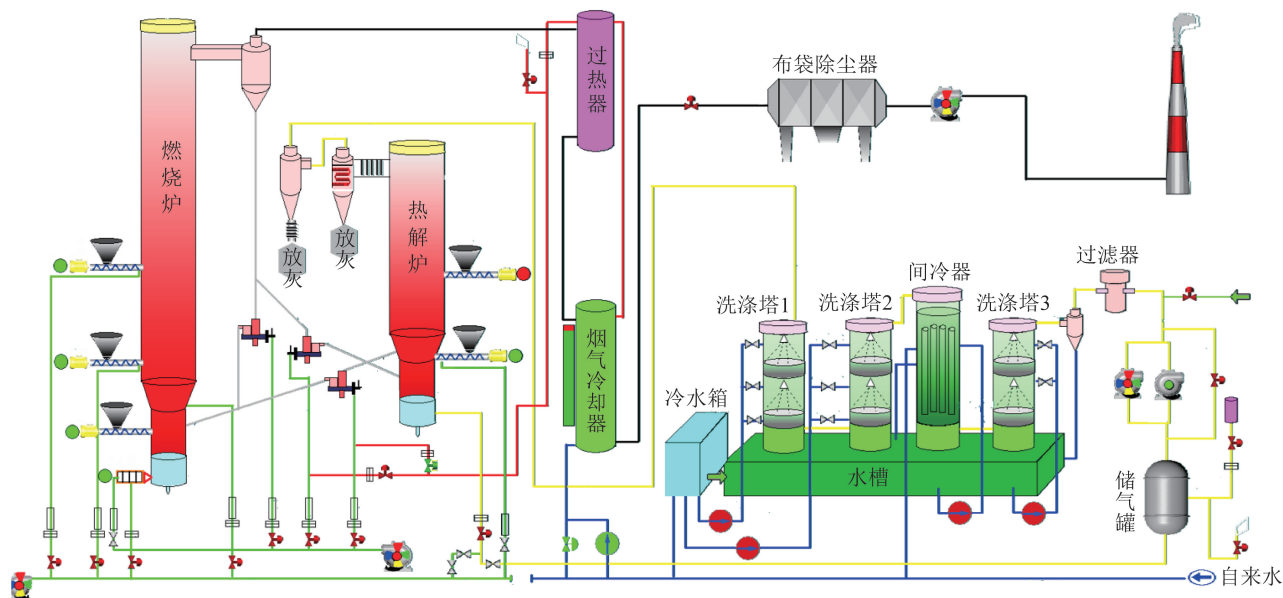 过热器
布袋除尘器
燃烧炉
热解炉
放灰
放灰
过滤器
间冷器
洗涤塔1
洗涤塔2
洗涤塔3
烟气冷却器
冷水箱
水槽
储气罐
自来水